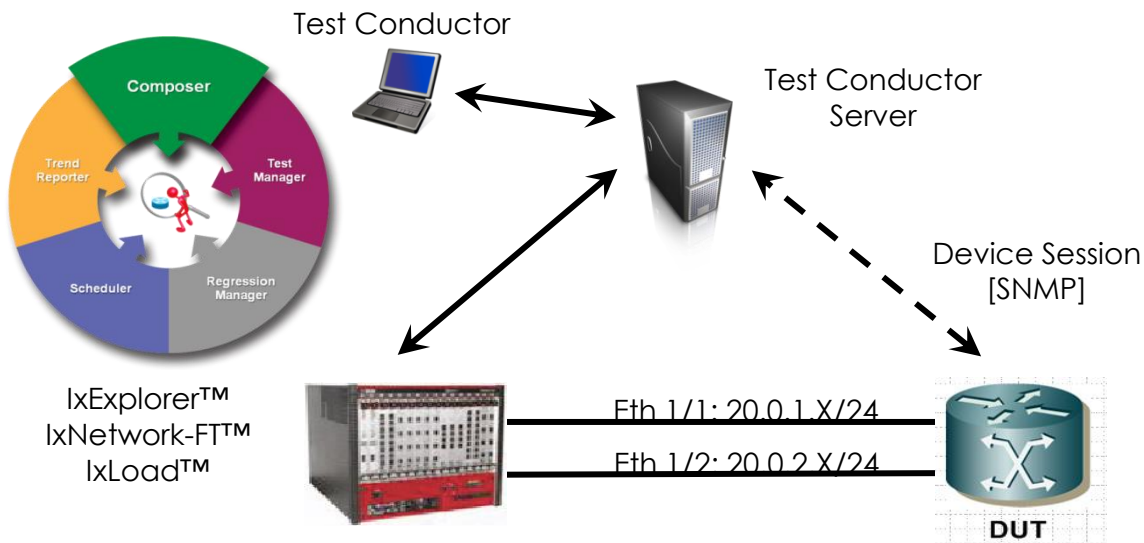 Test Conductor
Composer
Trend
Reporter
Test
Manager
Scheduler
Regression
Manager
Test Conductor
Server
Device Session
[SNMP]
IxExplorer™
IxNetwork-FT™
IxLoad™
Eth 1/1: 20.0.1.X/24
Eth 1/2: 20.0.2.X/24
DUT